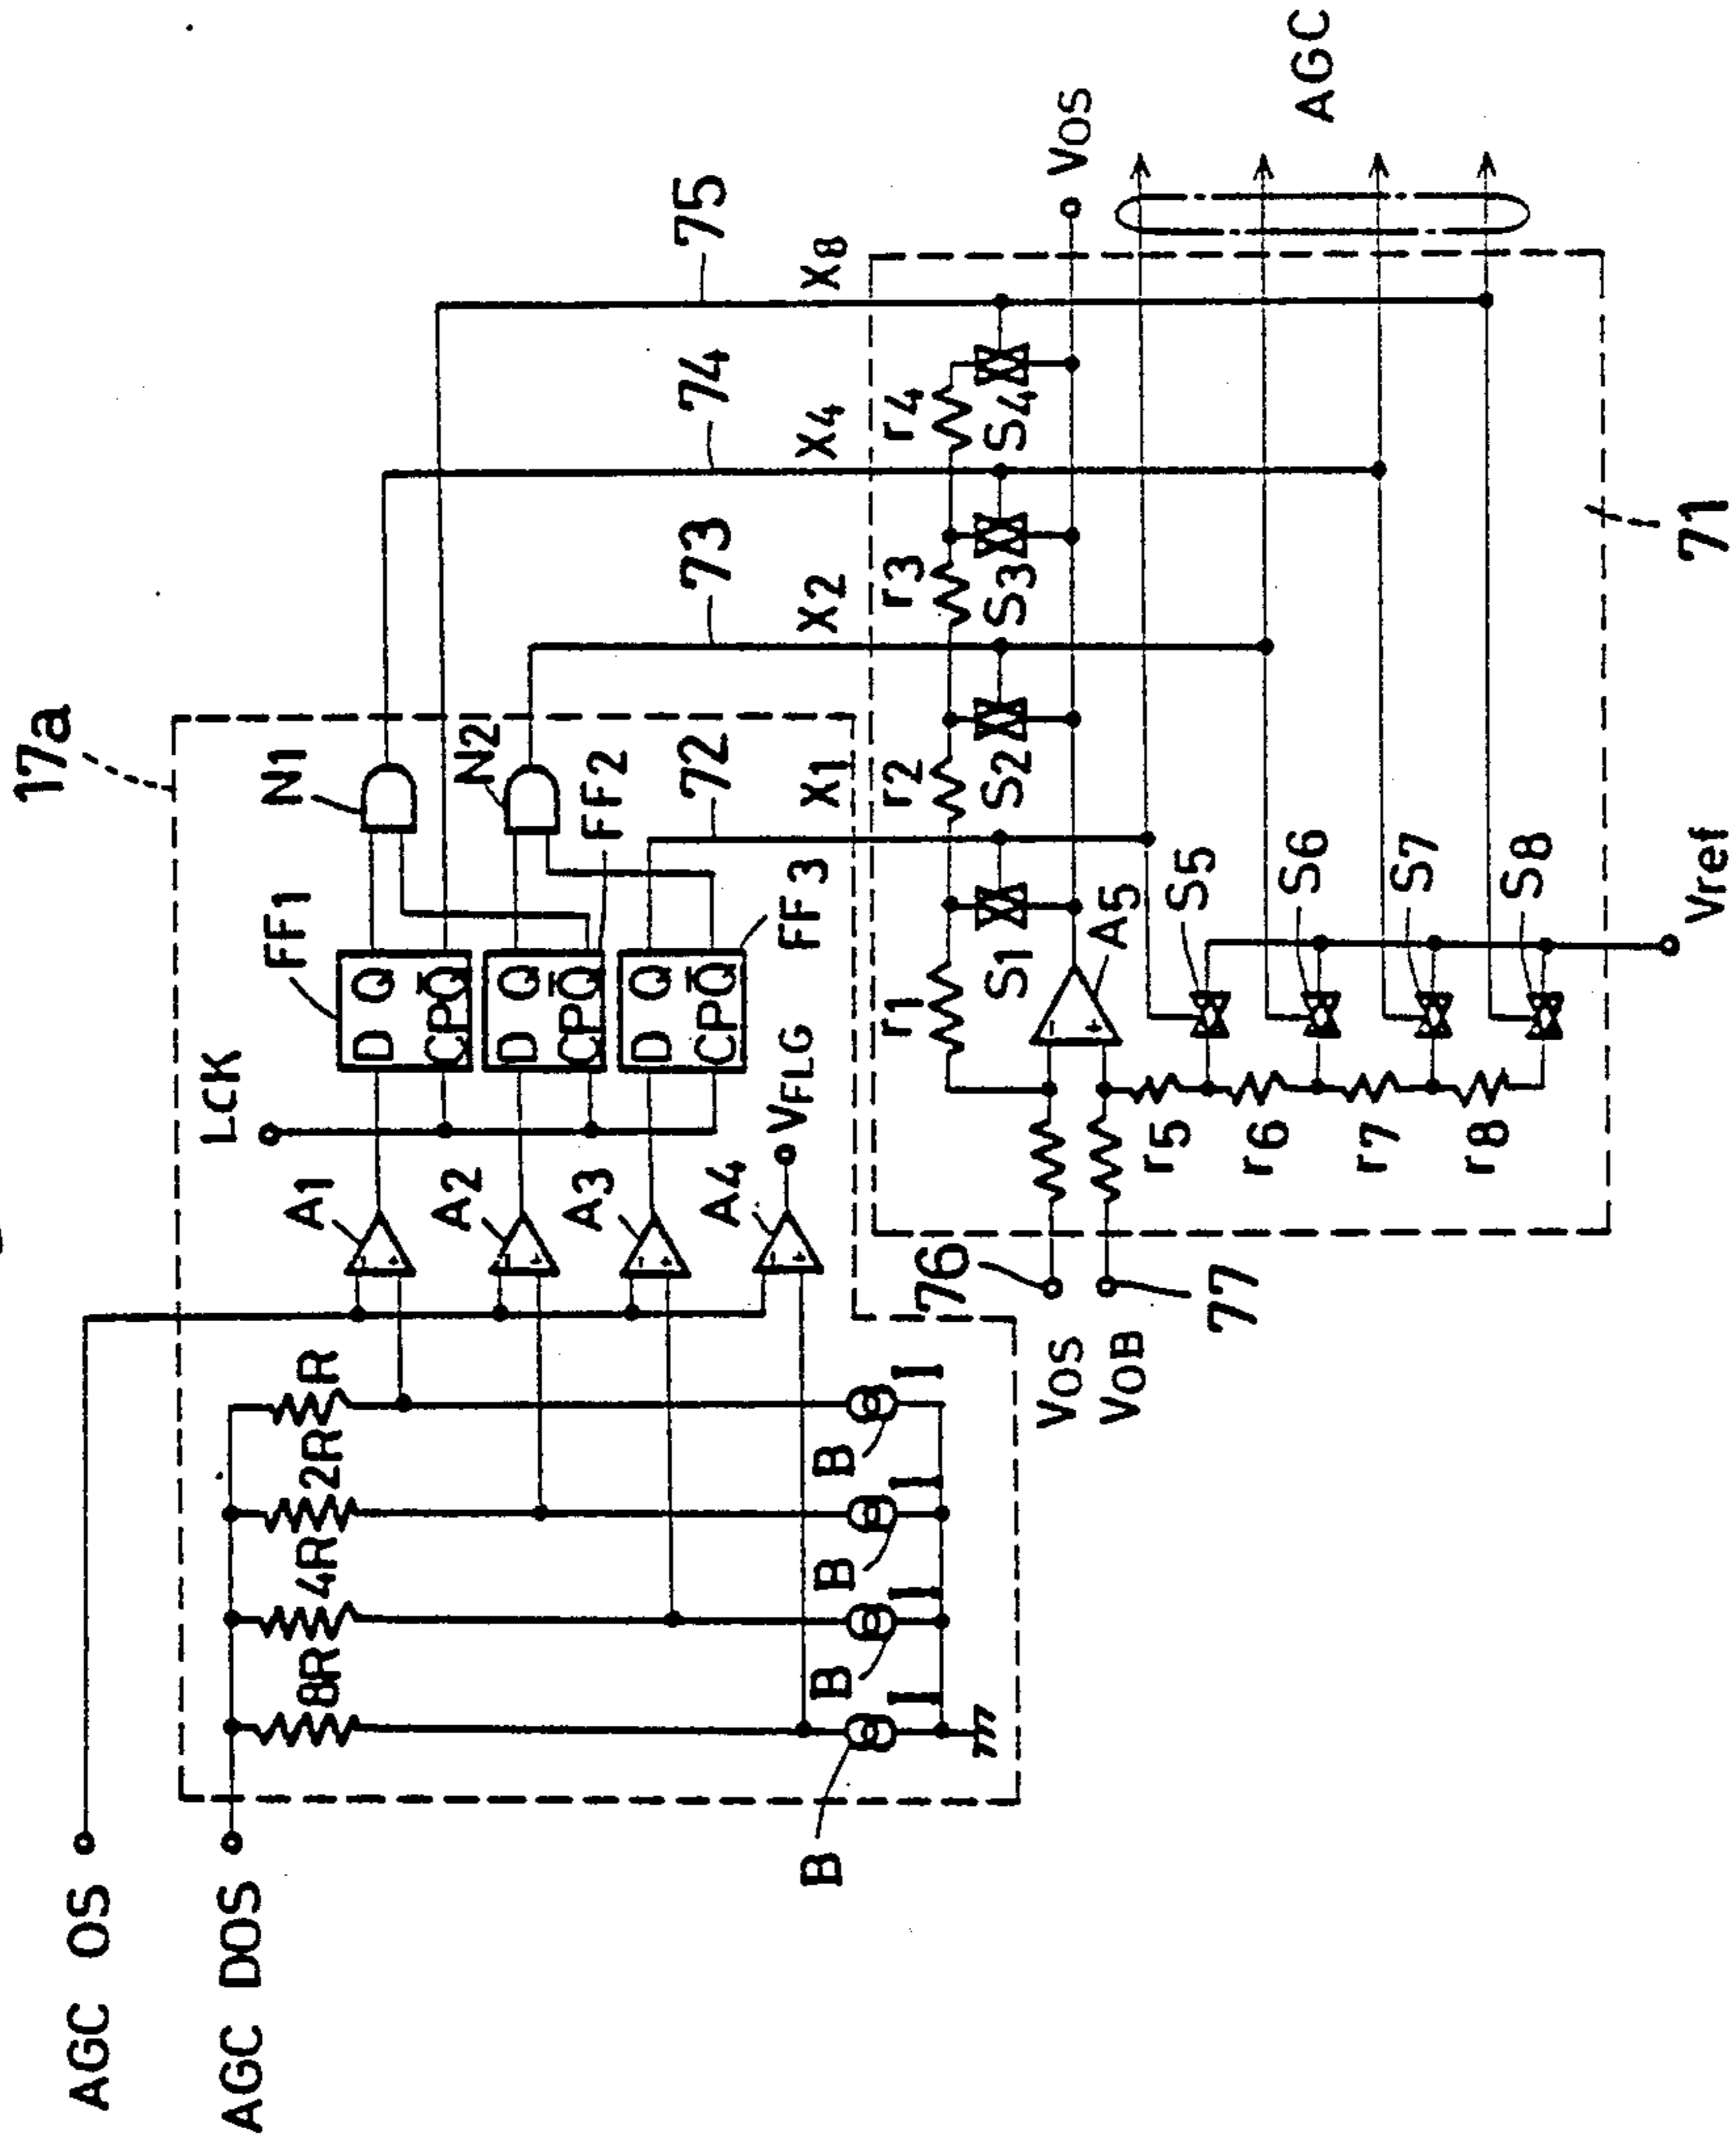 17a
AGC OS
AGC DOS
LCK
FF1
N1
N2
FF2
FF3
75
74
73
72
X1
X2
X4
X8
8R
4R
2R
R
A1
A2
A3
A4
VFLG
D Q
CP Q̅
D Q
CP Q̅
D Q
CP Q̅
B
B
B
B
I
I
I
I
76
77
VOS
VOB
r1
r2
r3
r4
S1
S2
S3
S4
A5
VOS
r5
r6
r7
r8
S5
S6
S7
S8
Vref
71
AGC